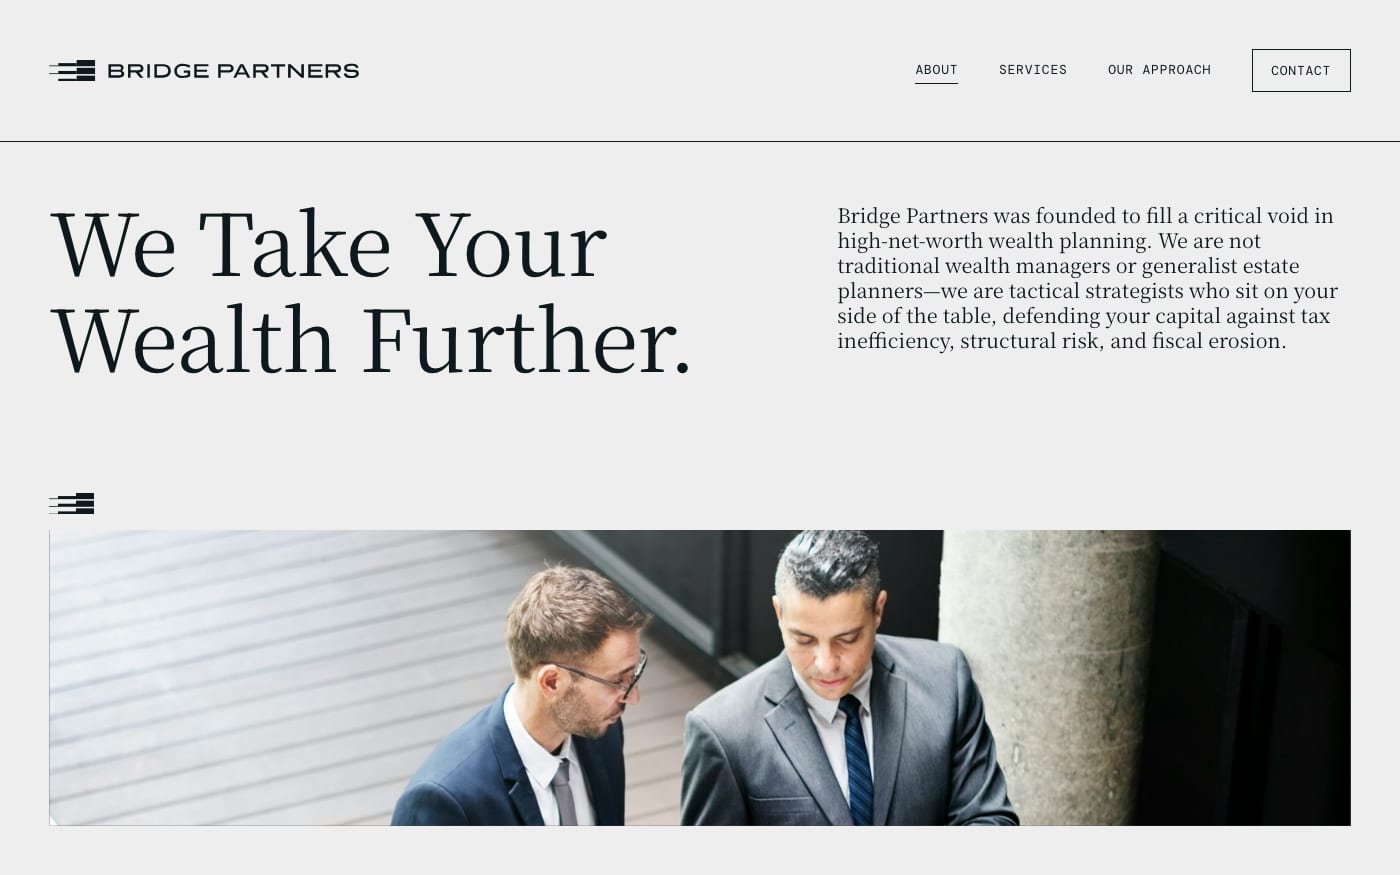 BRIDGE PARTNERS
ABOUT
SERVICES
OUR APPROACH
CONTACT
We Take Your
Wealth Further.
Bridge Partners was founded to fill a critical void in
high-net-worth wealth planning. We are not
traditional wealth managers or generalist estate
planners—we are tactical strategists who sit on your
side of the table, defending your capital against tax
inefficiency, structural risk, and fiscal erosion.